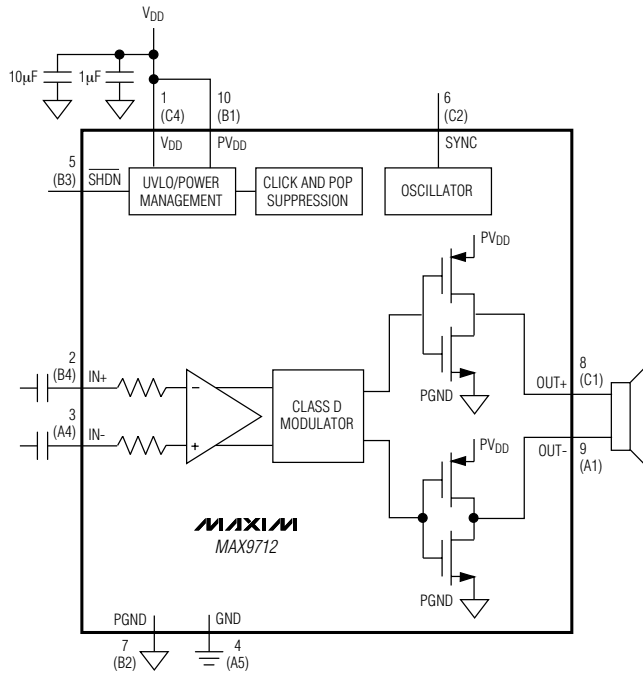 VDD
10μF
1μF
1
(C4)
10
(B1)
6
(C2)
VDD
PVDD
SYNC
5
(B3)
SHDN
UVLO/POWER
MANAGEMENT
CLICK AND POP
SUPPRESSION
OSCILLATOR
PVDD
2
(B4)
IN+
3
(A4)
IN-
−
+
CLASS D
MODULATOR
PGND
OUT+
8
(C1)
PVDD
OUT-
9
(A1)
MAXIM
MAX9712
PGND
PGND
GND
7
(B2)
4
(A5)